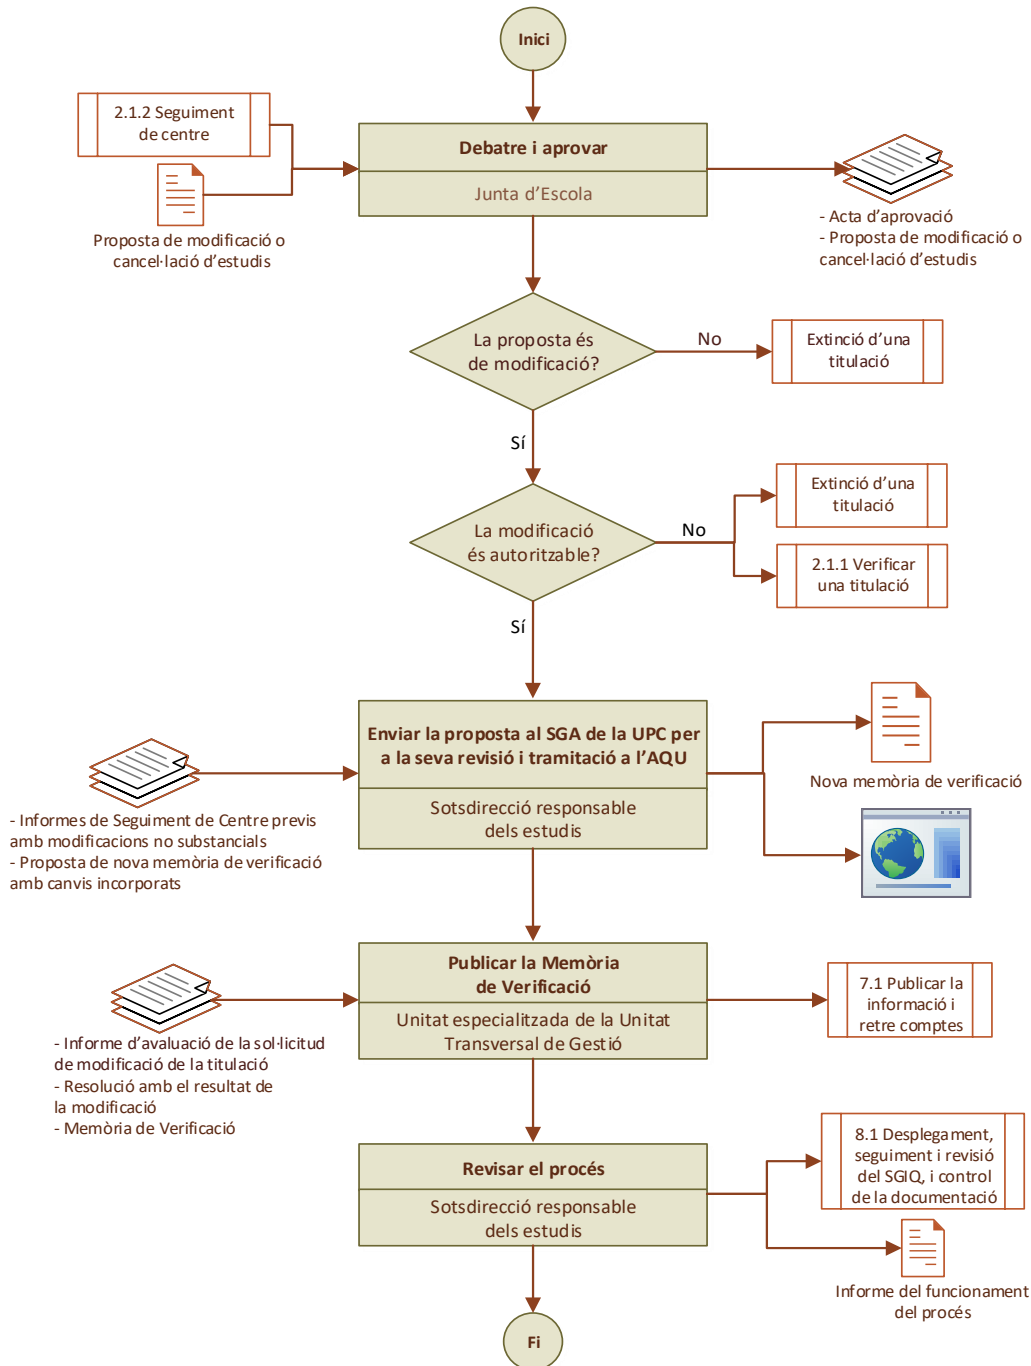 Inici
2.1.2 Seguiment
de centre
Proposta de modificació o
cancel·lació d'estudis
Debatre i aprovar
Junta d'Escola
- Acta d'aprovació
- Proposta de modificació o
cancel·lació d'estudis
La proposta és
de modificació?
No
Extinció d'una
titulació
Sí
La modificació
és autoritzable?
No
Extinció d'una
titulació
2.1.1 Verificar
una titulació
Sí
Enviar la proposta al SGA de la UPC per
a la seva revisió i tramitació a l'AQU
Sotsdirecció responsable
dels estudis
- Informes de Seguiment de Centre previs
amb modificacions no substancials
- Proposta de nova memòria de verificació
amb canvis incorporats
Nova memòria de verificació
Publicar la Memòria
de Verificació
Unitat especialitzada de la Unitat
Transversal de Gestió
- Informe d'avaluació de la sol·licitud
de modificació de la titulació
- Resolució amb el resultat de
la modificació
- Memòria de Verificació
7.1 Publicar la
informació i
retre comptes
Revisar el procés
Sotsdirecció responsable
dels estudis
8.1 Desplegament,
seguiment i revisió
del SGIQ, i control
de la documentació
Informe del funcionament
del procés
Fi